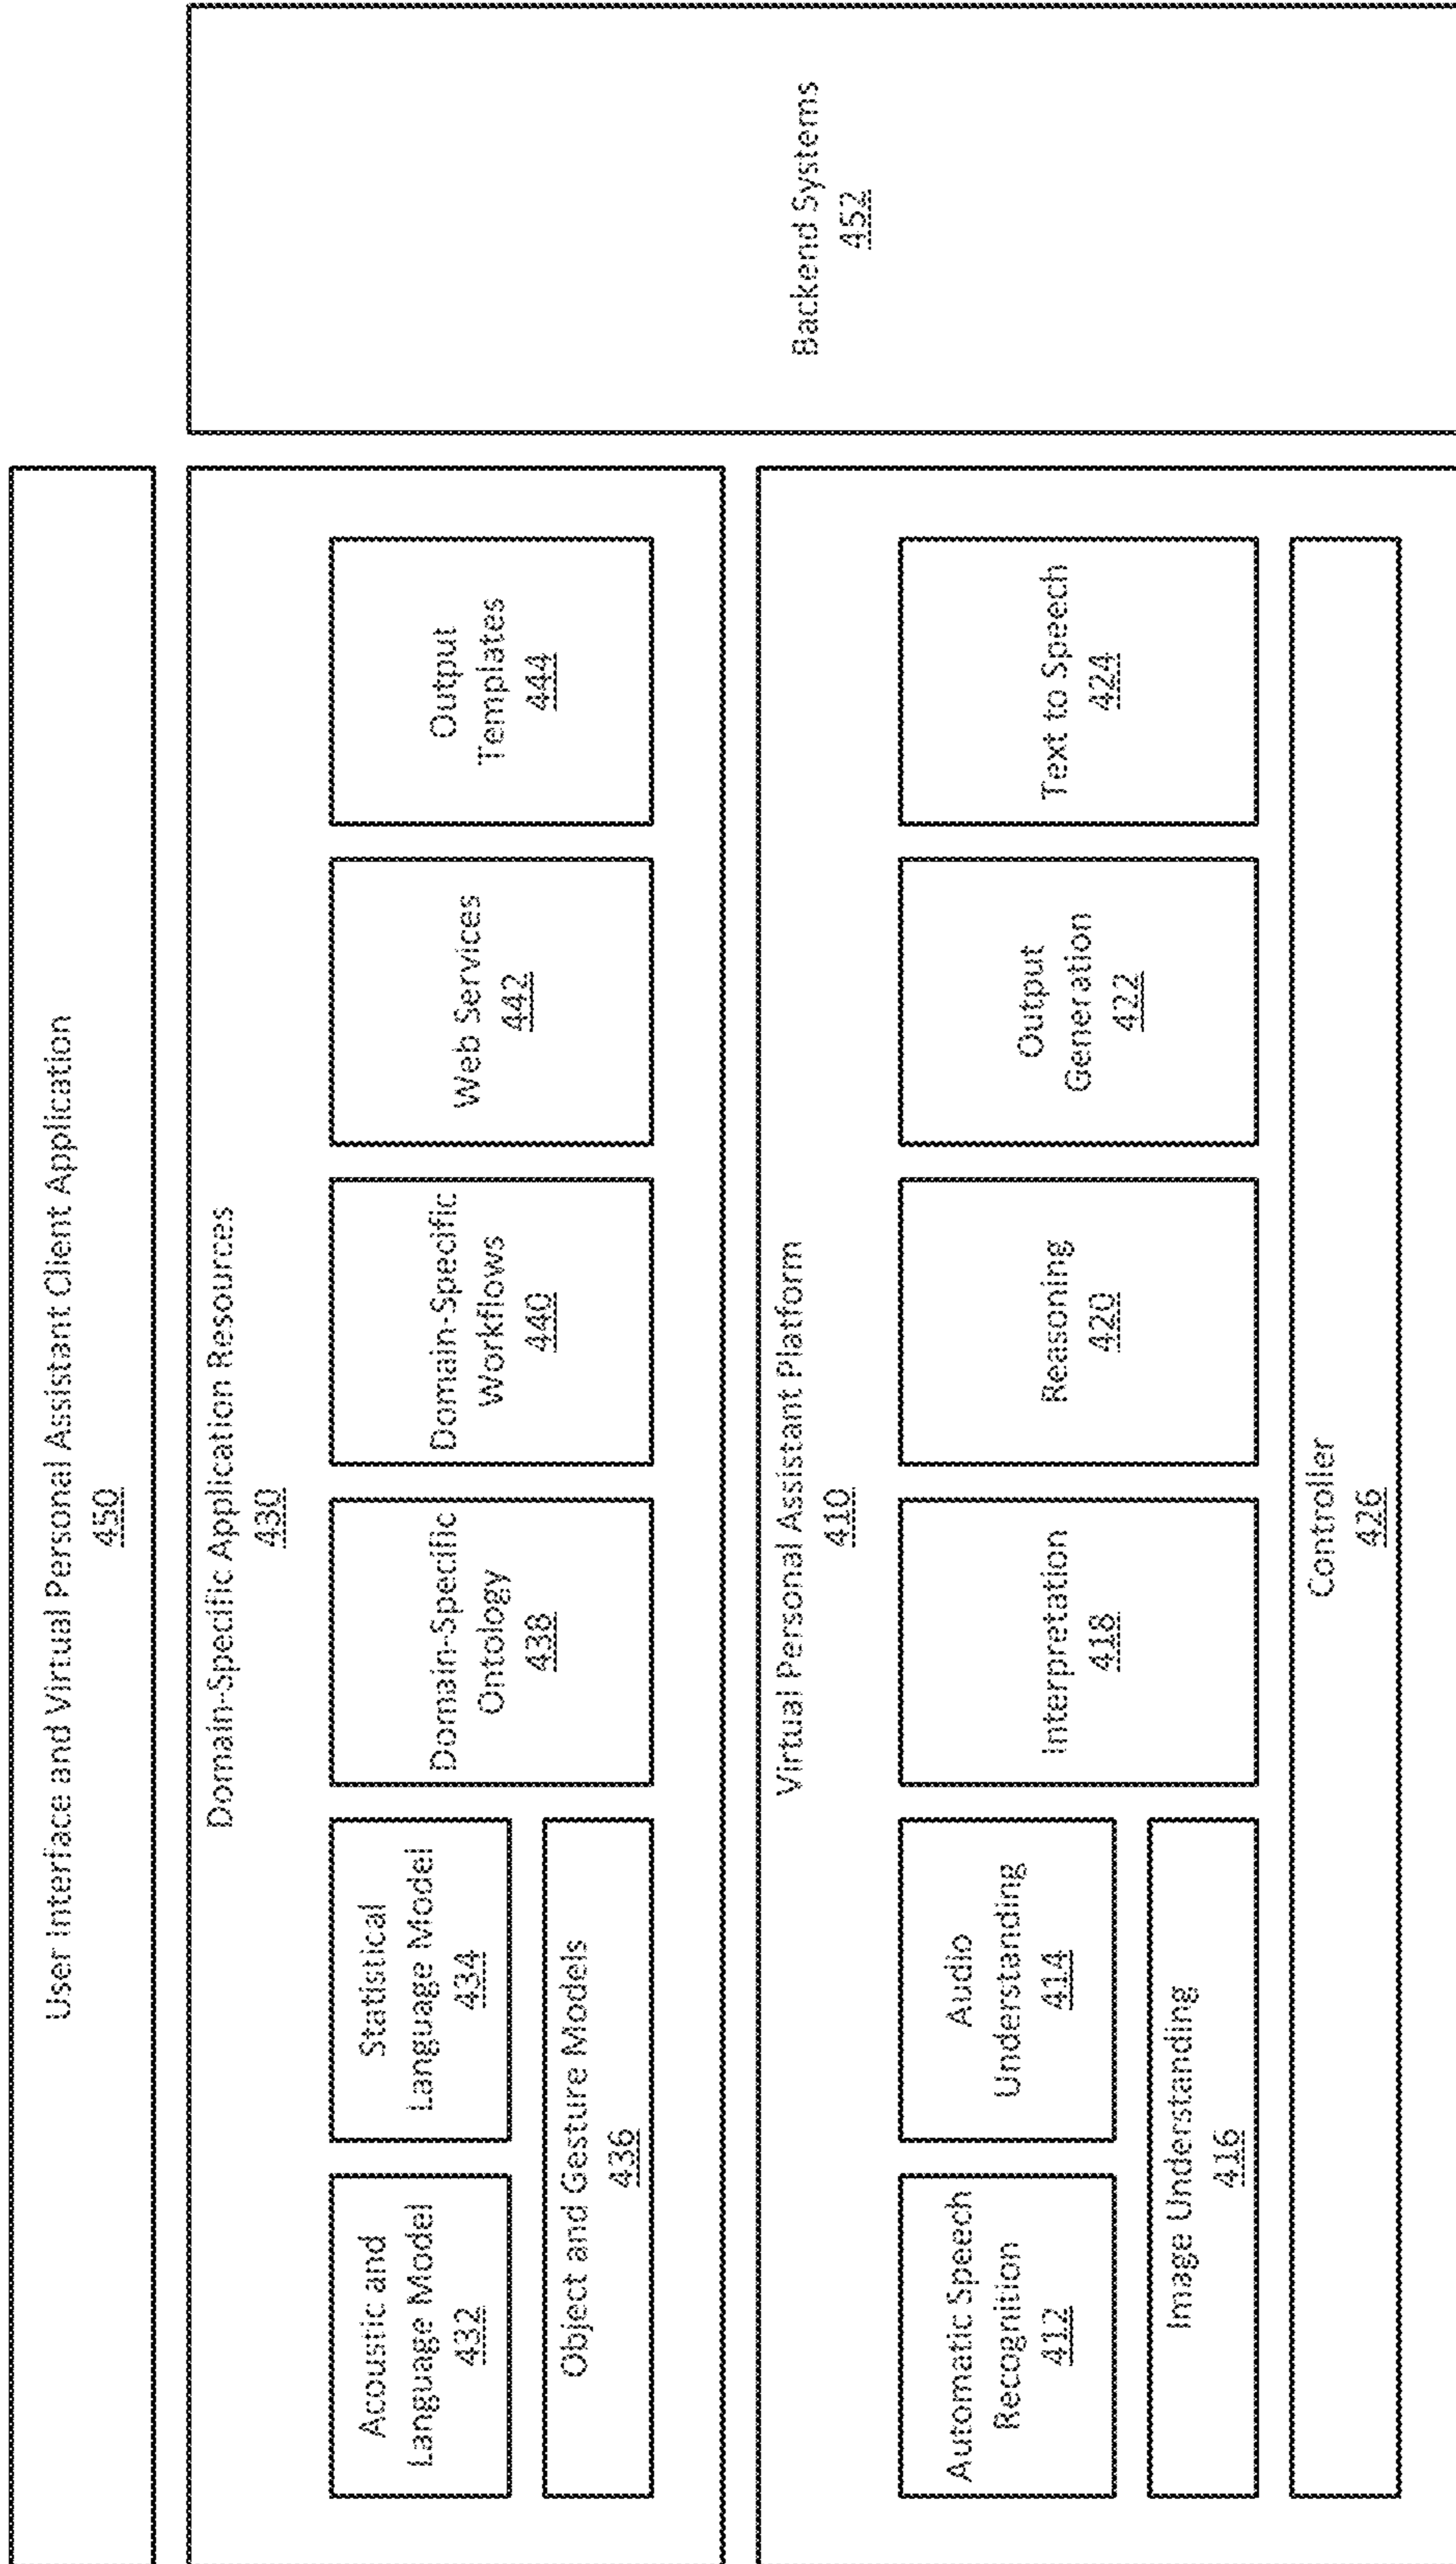 User Interface and Virtual Personal Assistant Client Application
450
Domain-Specific Application Resources
430
Acoustic and
Language Model
432
Statistical
Language Model
434
Object and Gesture Models
436
Domain-Specific
Ontology
438
Domain-Specific
Workflows
440
Web Services
442
Output
Templates
444
Virtual Personal Assistant Platform
410
Automatic Speech
Recognition
412
Audio
Understanding
414
Image Understanding
416
Interpretation
418
Reasoning
420
Output
Generation
422
Text to Speech
424
Controller
426
Backend Systems
452